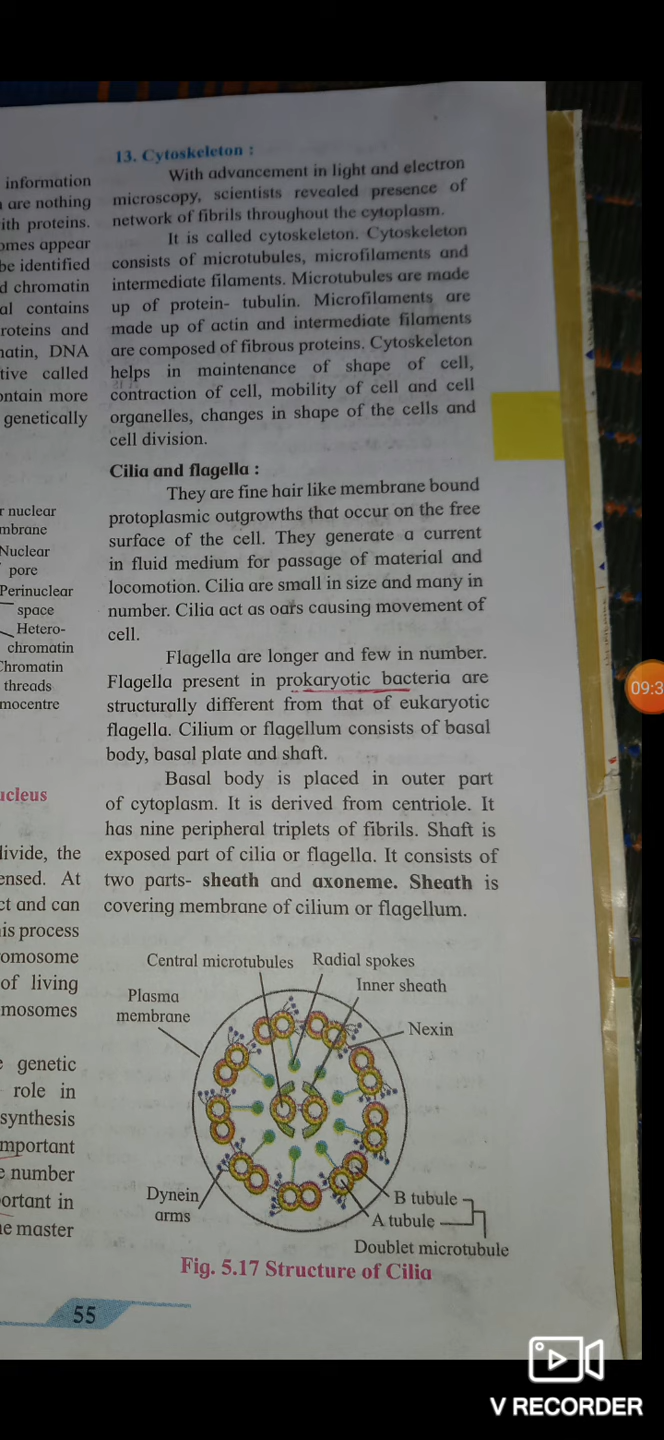 information
are nothing
ith proteins.
omes appear
be identified
d chromatin
al contains
roteins and
natin, DNA
tive called
ontain more
genetically
r nuclear
mbrane
Nuclear
pore
Perinuclear
space
Hetero-
chromatin
Chromatin
threads
mocentre
ucleus
livide, the
ensed. At
ct and can
his process
romosome
of living
mosomes
e genetic
role in
synthesis
mportant
e number
ortant in
he master
13. Cytoskeleton :
With advancement in light and electron
microscopy, scientists revealed presence of
network of fibrils throughout the cytoplasm.
It is called cytoskeleton. Cytoskeleton
consists of microtubules, microfilaments and
intermediate filaments. Microtubules are made
up of protein- tubulin. Microfilaments are
made up of actin and intermediate filaments
are composed of fibrous proteins. Cytoskeleton
helps in maintenance of shape of cell,
contraction of cell, mobility of cell and cell
organelles, changes in shape of the cells and
cell division.
Cilia and flagella :
They are fine hair like membrane bound
protoplasmic outgrowths that occur on the free
surface of the cell. They generate a current
in fluid medium for passage of material and
locomotion. Cilia are small in size and many in
number. Cilia act as oars causing movement of
cell.
Flagella are longer and few in number.
Flagella present in prokaryotic bacteria are
structurally different from that of eukaryotic
flagella. Cilium or flagellum consists of basal
body, basal plate and shaft.
Basal body is placed in outer part
of cytoplasm. It is derived from centriole. It
has nine peripheral triplets of fibrils. Shaft is
exposed part of cilia or flagella. It consists of
two parts- sheath and axoneme. Sheath is
covering membrane of cilium or flagellum.
Central microtubules
Radial spokes
Inner sheath
Plasma
membrane
Nexin
Dynein
arms
B tubule
A tubule
Doublet microtubule
Fig. 5.17 Structure of Cilia
55
09:3
V RECORDER